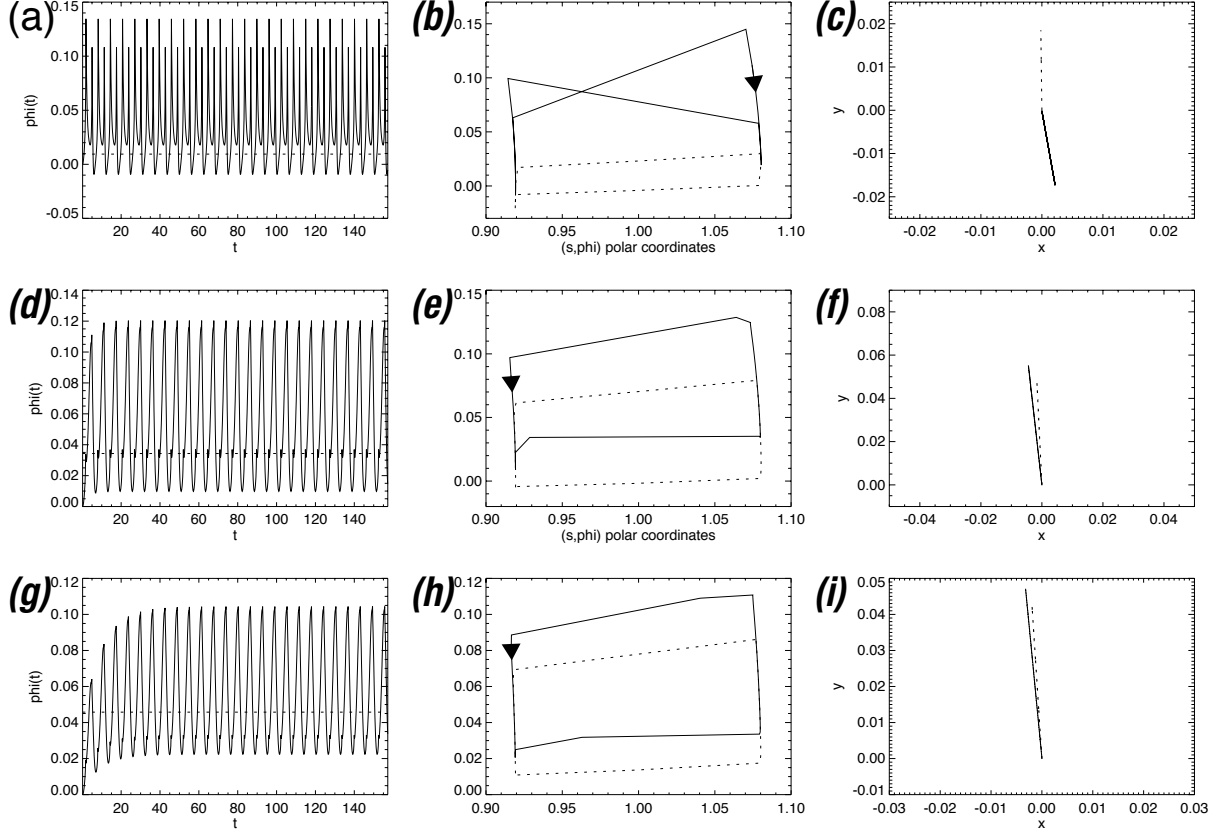 (a) (b) (c)
0.15 0.10 0.05 0.00 -0.05
phi(t)
20 40 60 80 100 120 140
t
0.15 0.10 0.05 0.00
0.90 0.95 1.00 1.05 1.10
(s,phi) polar coordinates
0.02 0.01 0.00 -0.01 -0.02
y
-0.02 -0.01 0.00 0.01 0.02
x
(d) (e) (f)
0.14 0.12 0.10 0.08 0.06 0.04 0.02 0.00
phi(t)
20 40 60 80 100 120 140
t
0.15 0.10 0.05 0.00
0.90 0.95 1.00 1.05 1.10
(s,phi) polar coordinates
0.08 0.06 0.04 0.02 0.00
y
-0.04 -0.02 0.00 0.02 0.04
x
(g) (h) (i)
0.12 0.10 0.08 0.06 0.04 0.02 0.00
phi(t)
20 40 60 80 100 120 140
t
0.12 0.10 0.08 0.06 0.04 0.02 0.00
0.90 0.95 1.00 1.05 1.10
(s,phi) polar coordinates
0.05 0.04 0.03 0.02 0.01 0.00 -0.01
y
-0.03 -0.02 -0.01 0.00 0.01 0.02 0.03
x